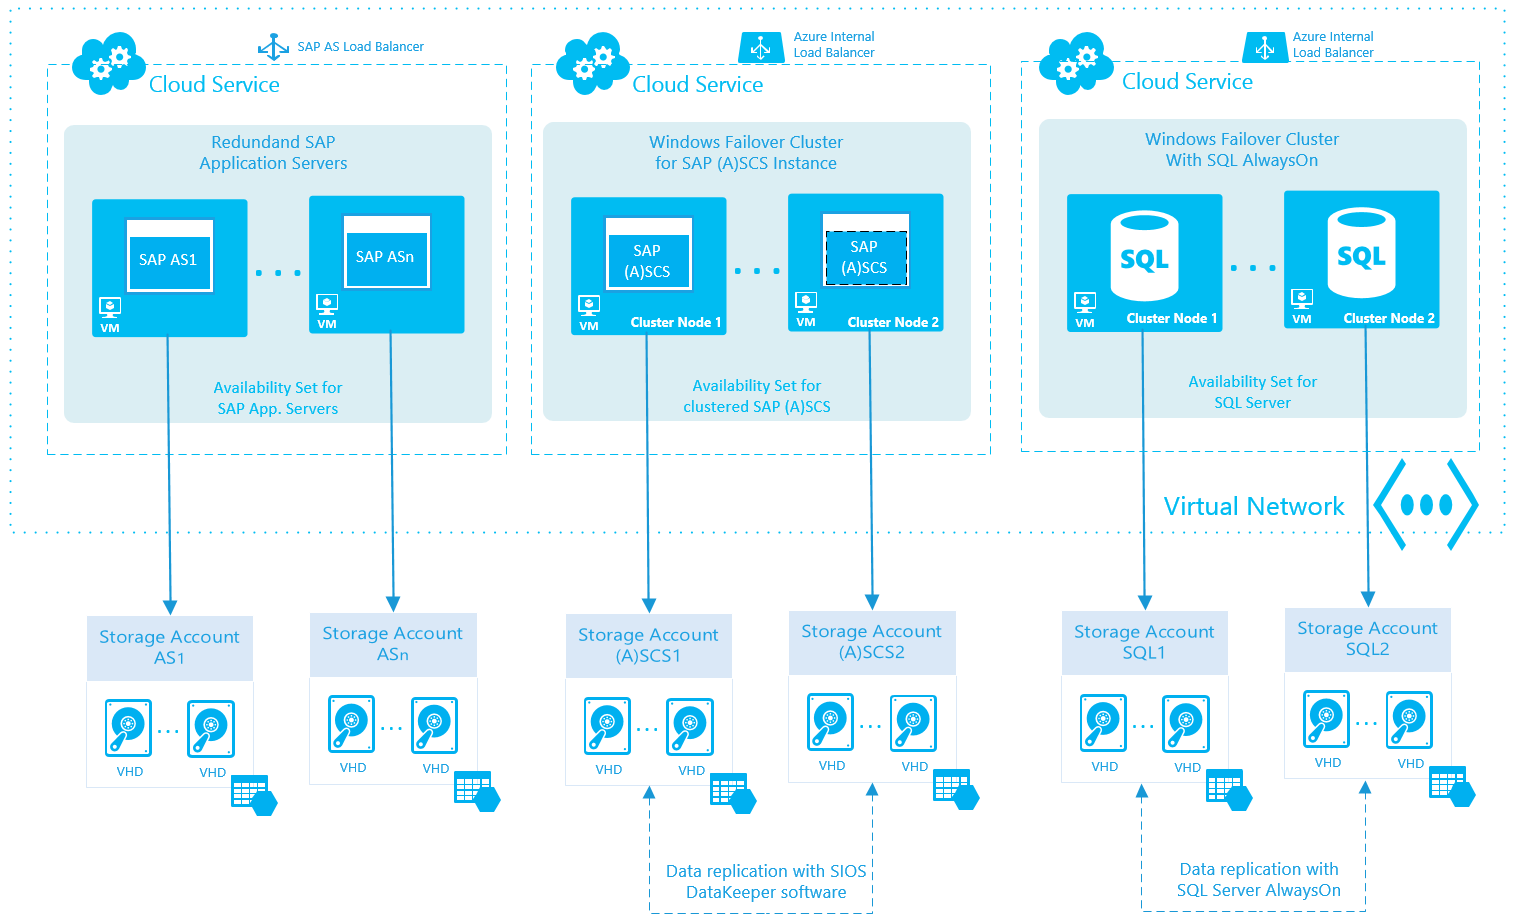 SAP AS Load Balancer
Cloud Service
Redundand SAP
Application Servers
SAP AS1
VM
SAP ASn
VM
Availability Set for
SAP App. Servers
Azure Internal
Load Balancer
Cloud Service
Windows Failover Cluster
for SAP (A)SCS Instance
SAP
(A)SCS
VM
Cluster Node 1
SAP
(A)SCS
VM
Cluster Node 2
Availability Set for
clustered SAP (A)SCS
Azure Internal
Load Balancer
Cloud Service
Windows Failover Cluster
With SQL AlwaysOn
SQL
VM
Cluster Node 1
SQL
VM
Cluster Node 2
Availability Set for
SQL Server
Virtual Network
Storage Account
AS1
VHD
VHD
Storage Account
ASn
VHD
VHD
Storage Account
(A)SCS1
VHD
VHD
Storage Account
(A)SCS2
VHD
VHD
Data replication with SIOS
DataKeeper software
Storage Account
SQL1
VHD
VHD
Storage Account
SQL2
VHD
VHD
Data replication with
SQL Server AlwaysOn